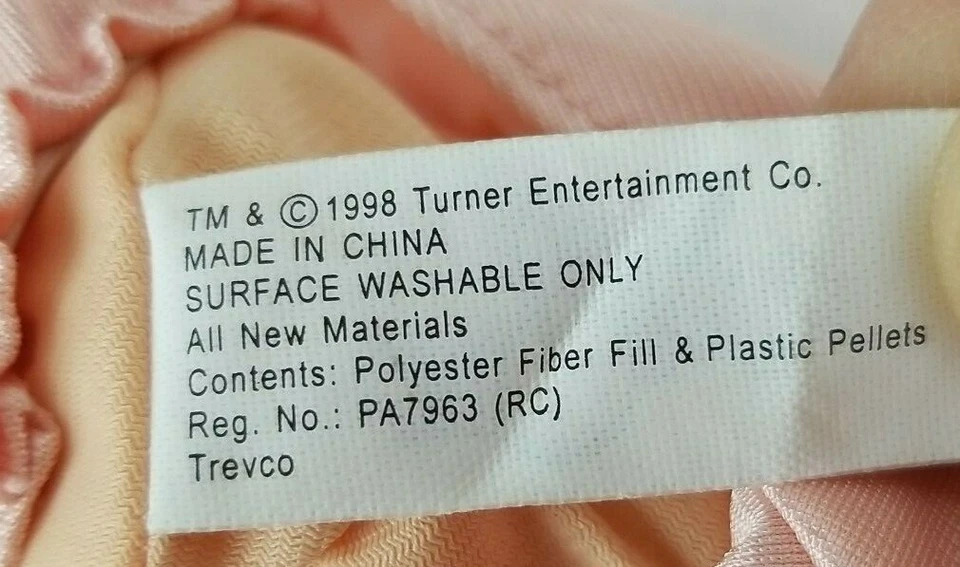 TM & ©1998 Turner Entertainment Co.
MADE IN CHINA
SURFACE WASHABLE ONLY
All New Materials
Contents: Polyester Fiber Fill & Plastic Pellets
Reg. No.: PA7963 (RC)
Trevco